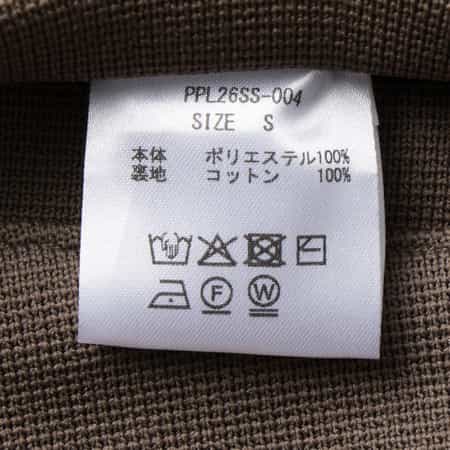 PPL26SS-004
SIZE S
本体 ポリエステル100%
裏地 コットン 100%
F W